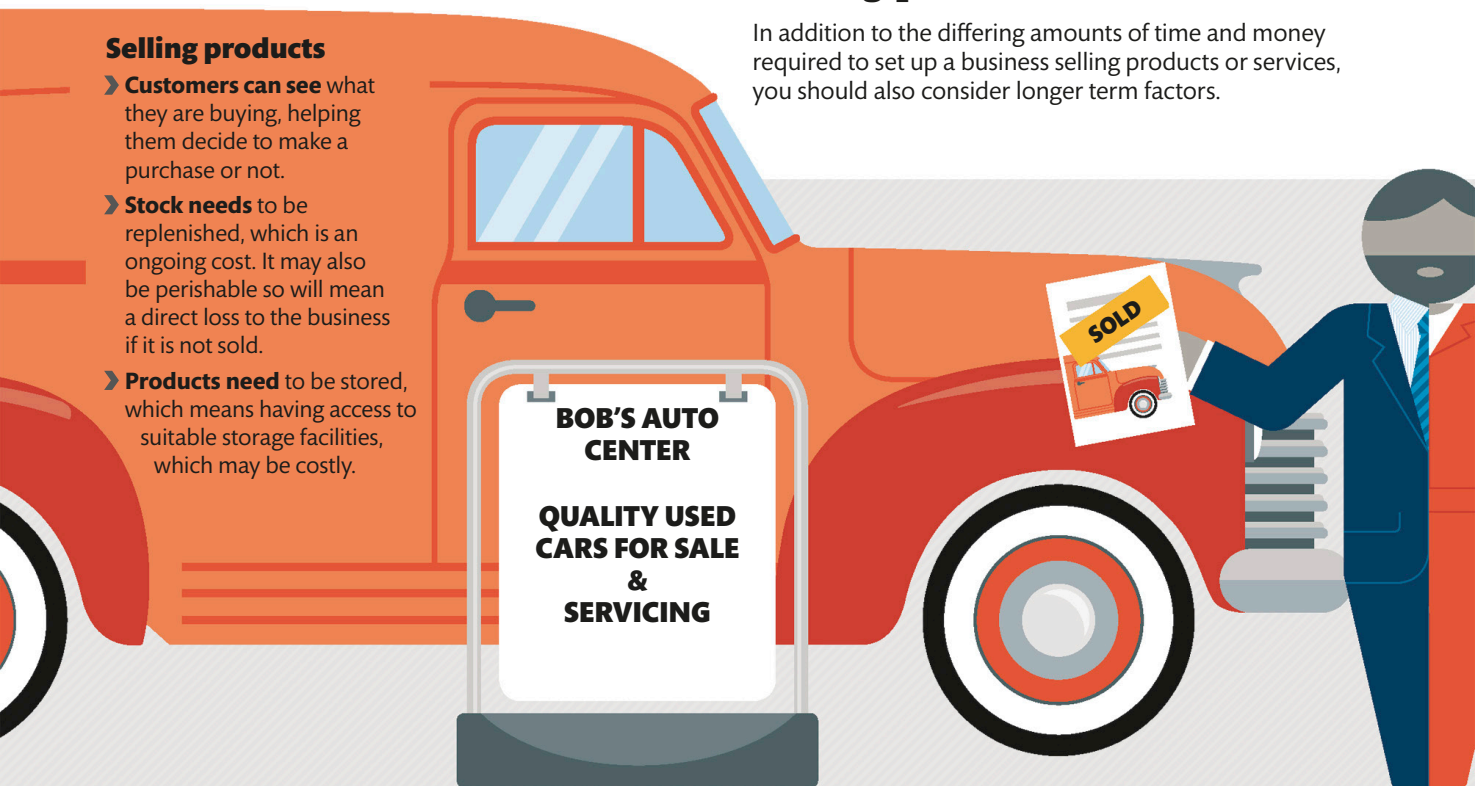 In addition to the differing amounts of time and money
required to set up a business selling products or services,
you should also consider longer term factors.
Selling products
❯ Customers can see what
they are buying, helping
them decide to make a
purchase or not.
❯ Stock needs to be
replenished, which is an
ongoing cost. It may also
be perishable so will mean
a direct loss to the business
if it is not sold.
❯ Products need to be stored,
which means having access to
suitable storage facilities,
which may be costly.
SOLD
BOB'S AUTO
CENTER
QUALITY USED
CARS FOR SALE
&
SERVICING